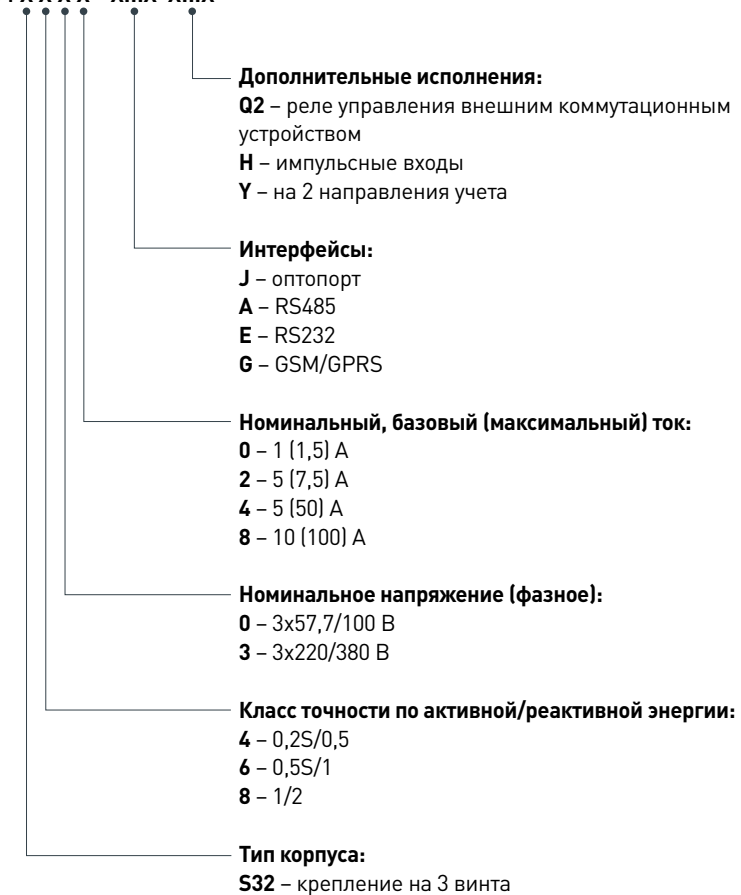 Дополнительные исполнения:
Q2 – реле управления внешним коммутационным
устройством
H – импульсные входы
Y – на 2 направления учета
Интерфейсы:
J – оптопорт
A – RS485
E – RS232
G – GSM/GPRS
Номинальный, базовый (максимальный) ток:
0 – 1 (1,5) А
2 – 5 (7,5) А
4 – 5 (50) А
8 – 10 (100) А
Номинальное напряжение (фазное):
0 – 3x57,7/100 В
3 – 3x220/380 В
Класс точности по активной/реактивной энергии:
4 – 0,2S/0,5
6 – 0,5S/1
8 – 1/2
Тип корпуса:
S32 – крепление на 3 винта